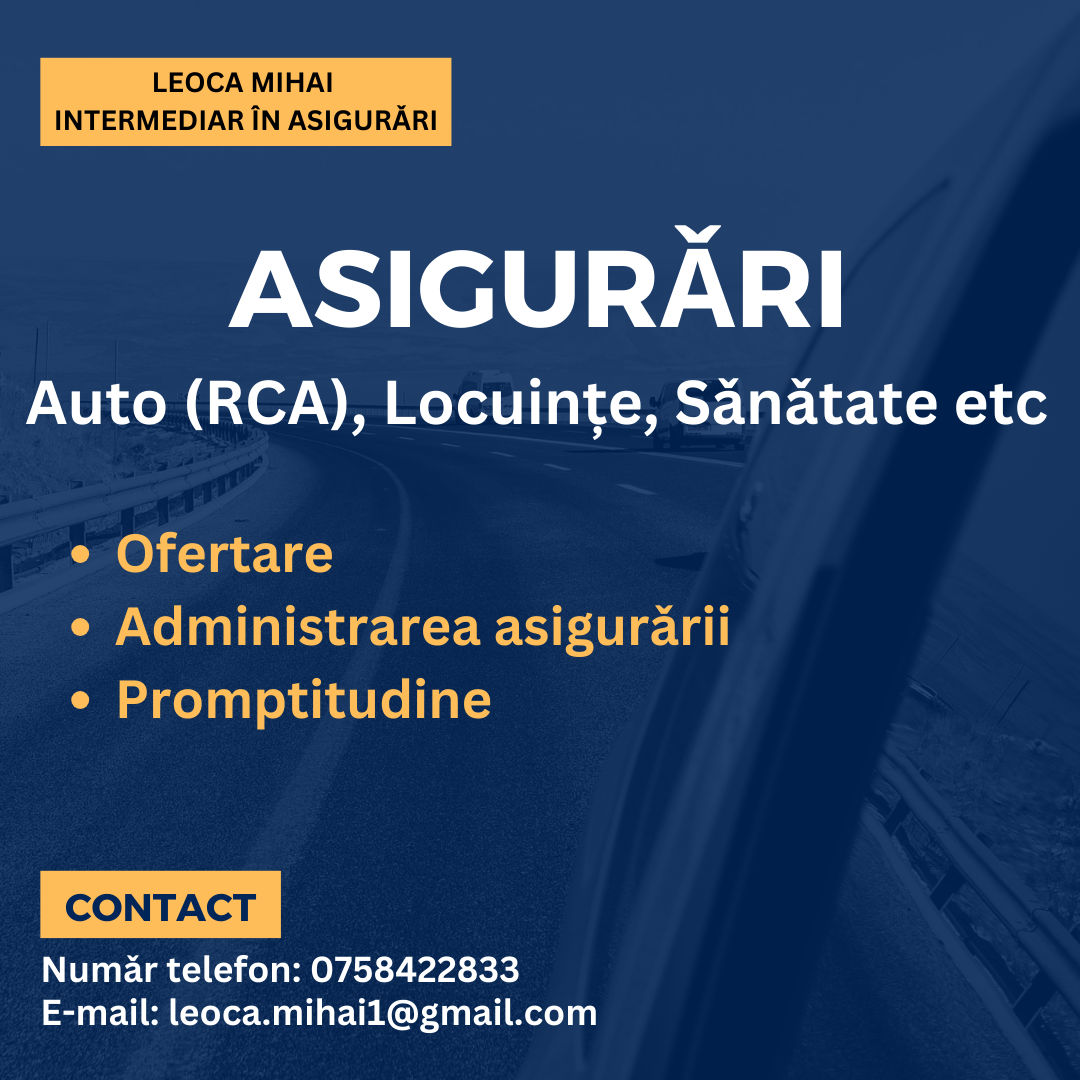 LEOCA MIHAI
INTERMEDIAR ÎN ASIGURĂRI
ASIGURĂRI
Auto (RCA), Locuințe, Sănătate etc
• Ofertare
• Administrarea asigurării
• Promptitudine
CONTACT
Număr telefon: 0758422833
E-mail: leoca.mihai1@gmail.com